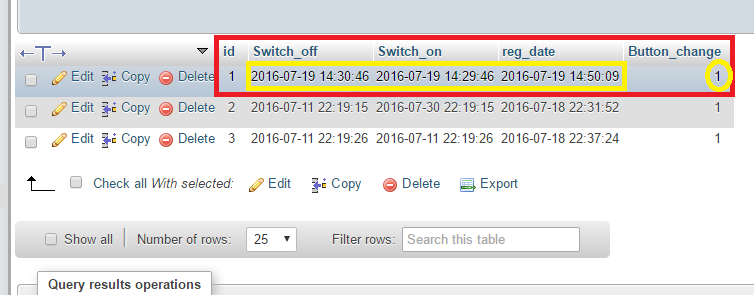 id Switch_off Switch_on reg_date Button_change
Edit Copy Delete 1 2016-07-19 14:30:46 2016-07-19 14:29:46 2016-07-19 14:50:09 1
Edit Copy Delete 2 2016-07-11 22:19:15 2016-07-30 22:19:15 2016-07-18 22:31:52 1
Edit Copy Delete 3 2016-07-11 22:19:26 2016-07-11 22:19:26 2016-07-18 22:37:24 1
Check all With selected: Edit Copy Delete Export
Show all Number of rows: 25 Filter rows: Search this table
Query results operations